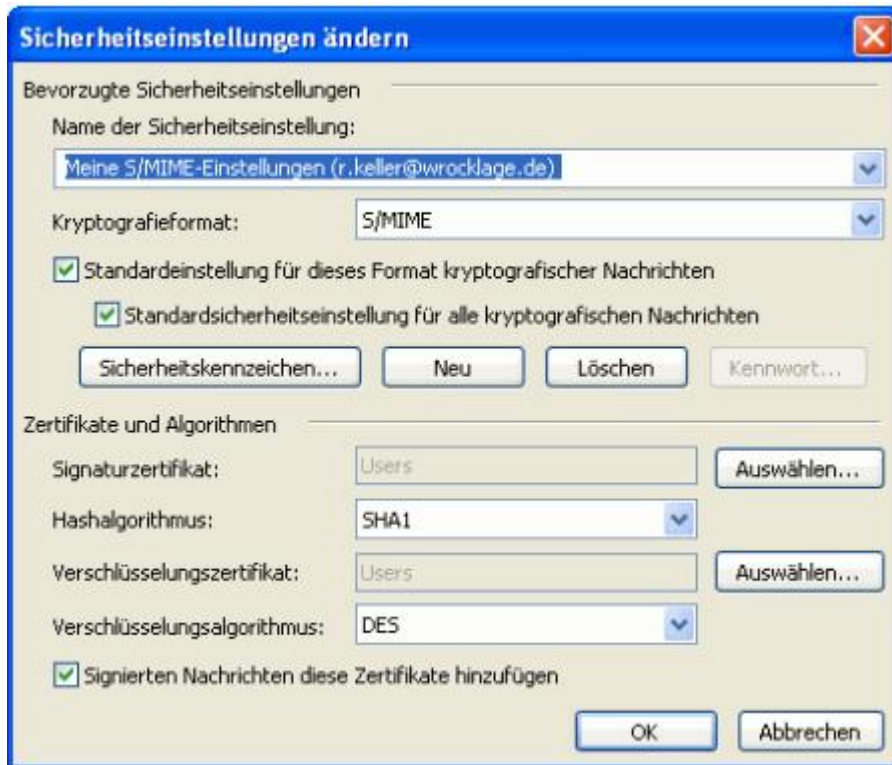 Sicherheitseinstellungen ändern
Bevorzugte Sicherheitseinstellungen
Name der Sicherheitseinstellung:
Meine S/MIME-Einstellungen (r.keller@wrocklage.de)
Kryptografieformat: S/MIME
Standardeinstellung für dieses Format kryptografischer Nachrichten
Standardsicherheitseinstellung für alle kryptografischen Nachrichten
Sicherheitskennzeichen... Neu Löschen Kennwort...
Zertifikate und Algorithmen
Signaturzertifikat: Users Auswählen...
Hashalgorithmus: SHA1
Verschlüsselungszertifikat: Users Auswählen...
Verschlüsselungsalgorithmus: DES
Signierten Nachrichten diese Zertifikate hinzufügen
OK Abbrechen